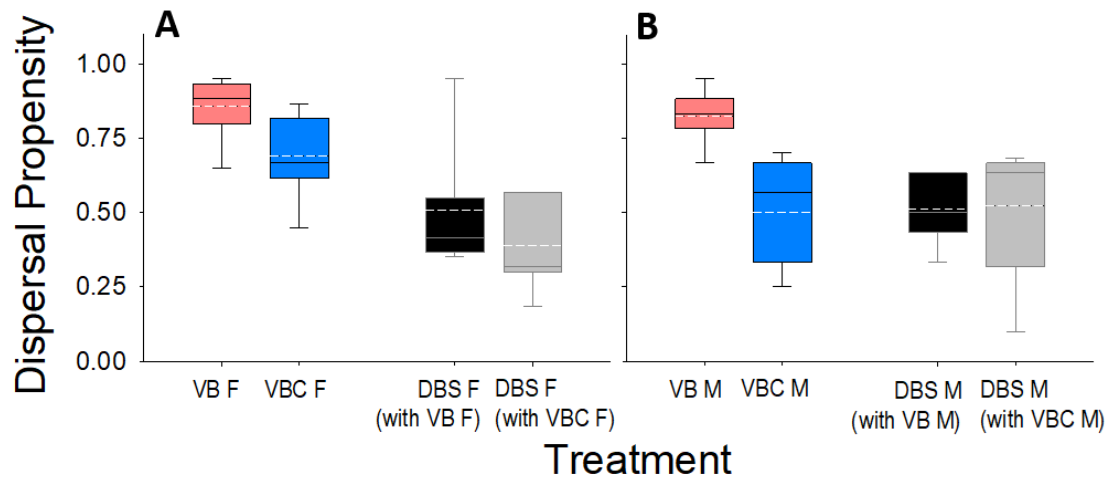 A
B
Dispersal Propensity
1.00
0.75
0.50
0.25
0.00
VB F
VBC F
DBS F
(with VB F)
DBS F
(with VBC F)
VB M
VBC M
DBS M
(with VB M)
DBS M
(with VBC M)
Treatment